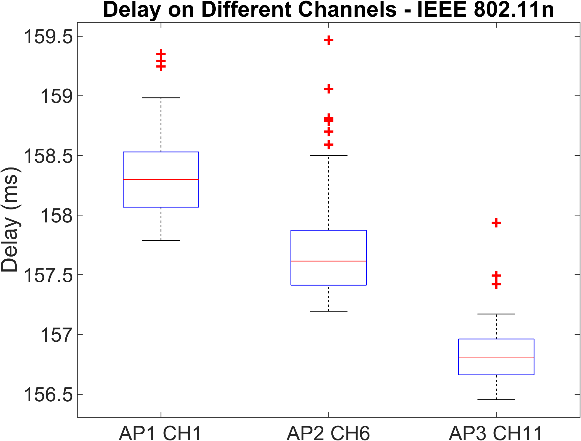 Delay on Different Channels - IEEE 802.11n
Delay (ms)
159.5
159
158.5
158
157.5
157
156.5
AP1 CH1 AP2 CH6 AP3 CH11